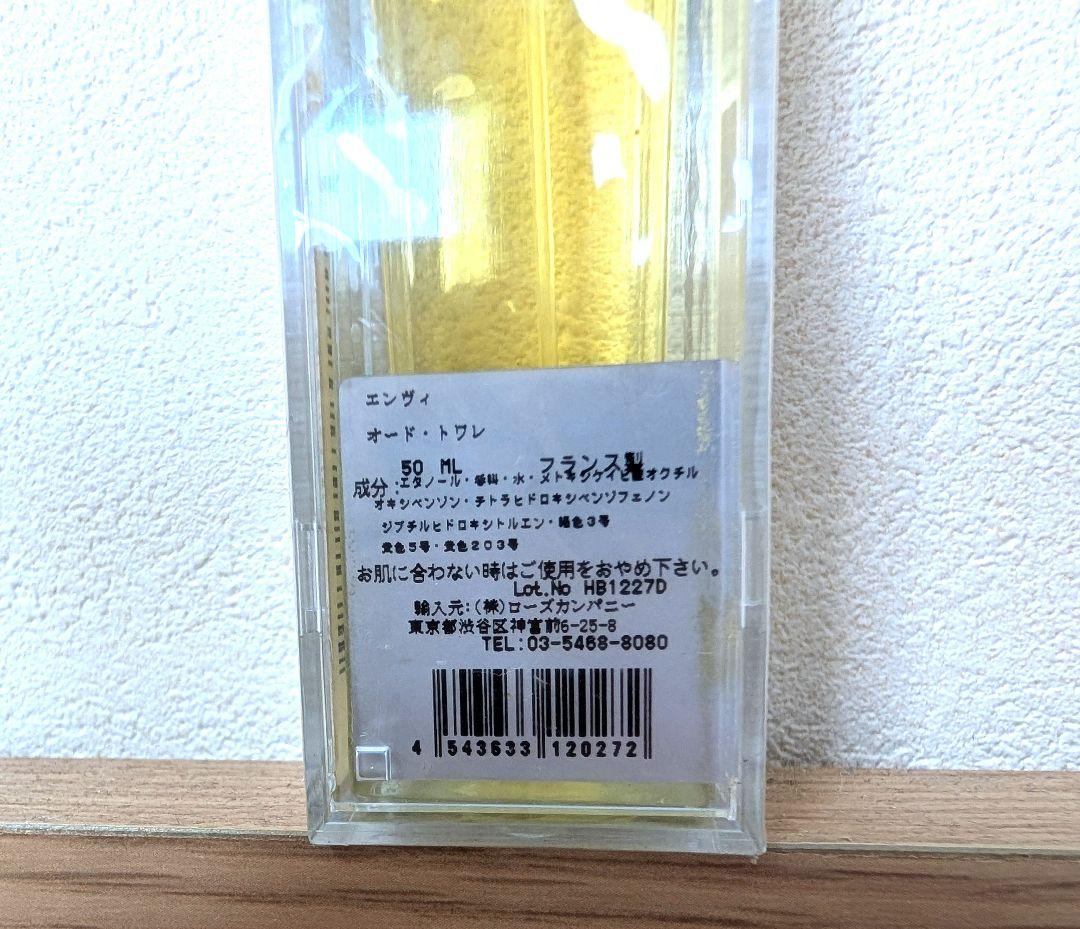 エンヴィ
オード・トワレ
50 ML フランス製
成分:エタノール・香料・水・メトキシケイヒ酸オクチル
オキシベンゾン・テトラヒドロキシベンゾフェノン
ジブチルヒドロキシトルエン・緑色3号
黄色5号・黄色203号
お肌に合わない時はご使用をおやめ下さい。
Lot.No HB1227D
輸入元:(株)ローズカンパニー
東京都渋谷区神宮前6-25-8
TEL:03-5468-8080
4 543633 120272